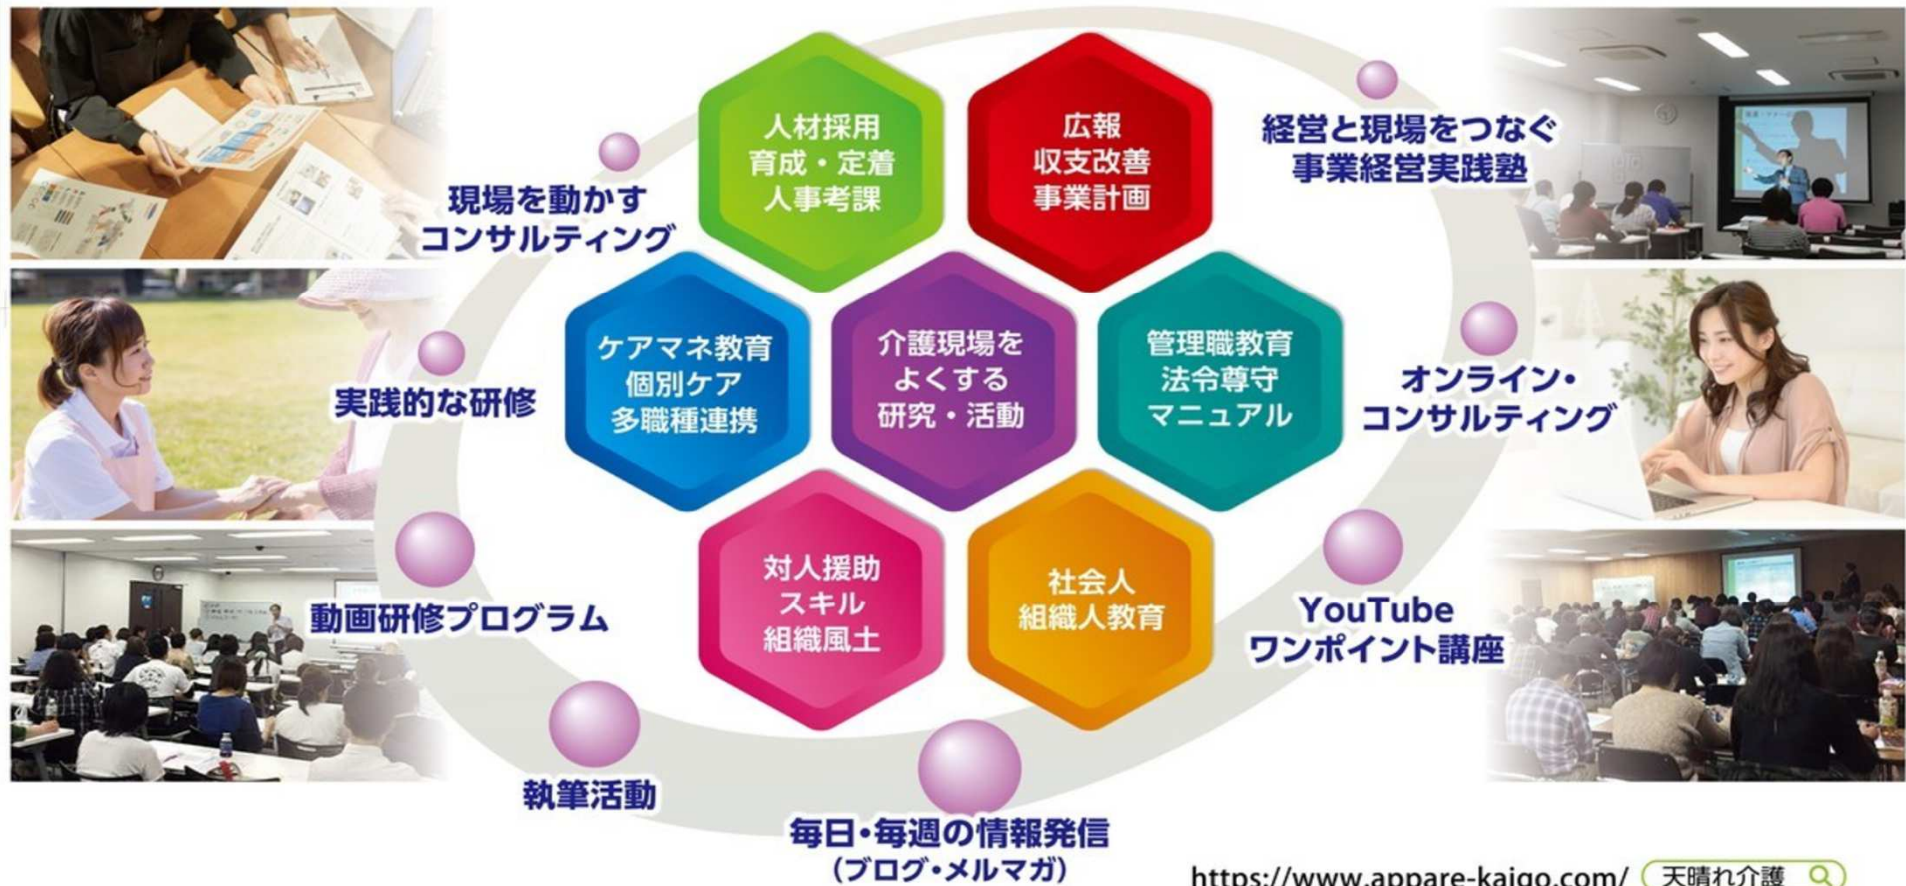 人材採用
育成・定着
人事考課
広報
収支改善
事業計画
経営と現場をつなぐ
事業経営実践塾
現場を動かす
コンサルティング
ケアマネ教育
個別ケア
多職種連携
介護現場を
よくする
研究・活動
管理職教育
法令尊守
マニュアル
実践的な研修
オンライン・
コンサルティング
対人援助
スキル
組織風土
社会人
組織人教育
動画研修プログラム
YouTube
ワンポイント講座
執筆活動
毎日・毎週の情報発信
(ブログ・メルマガ)
https://www.appare-kaigo.com/
天晴れ介護